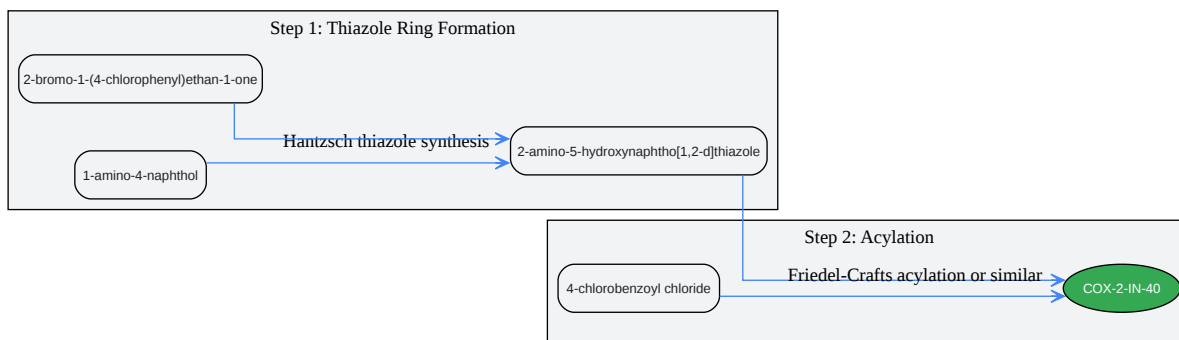 Step 1: Thiazole Ring Formation
2-bromo-1-(4-chlorophenyl)ethan-1-one
Hantzsch thiazole synthesis
2-amino-5-hydroxynaphtho[1,2-d]thiazole
1-amino-4-naphthol
Step 2: Acylation
Friedel-Crafts acylation or similar
4-chlorobenzoyl chloride
COX-2-IN-40